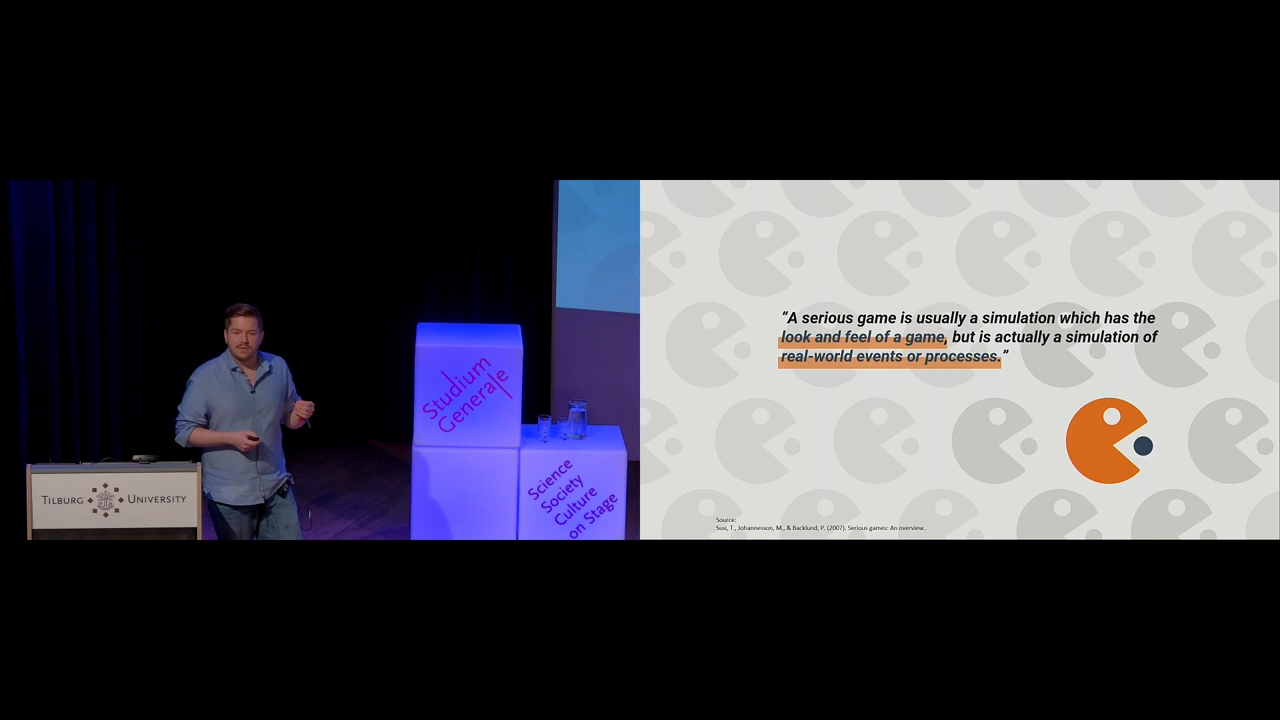 Studium
Generale
TILBURG UNIVERSITY
Science
Society
Culture
on Stage
“A serious game is usually a simulation which has the
look and feel of a game, but is actually a simulation of
real-world events or processes.”
Source:
Susi, T., Johannesson, M., & Backlund, P. (2007). Serious games: An overview.